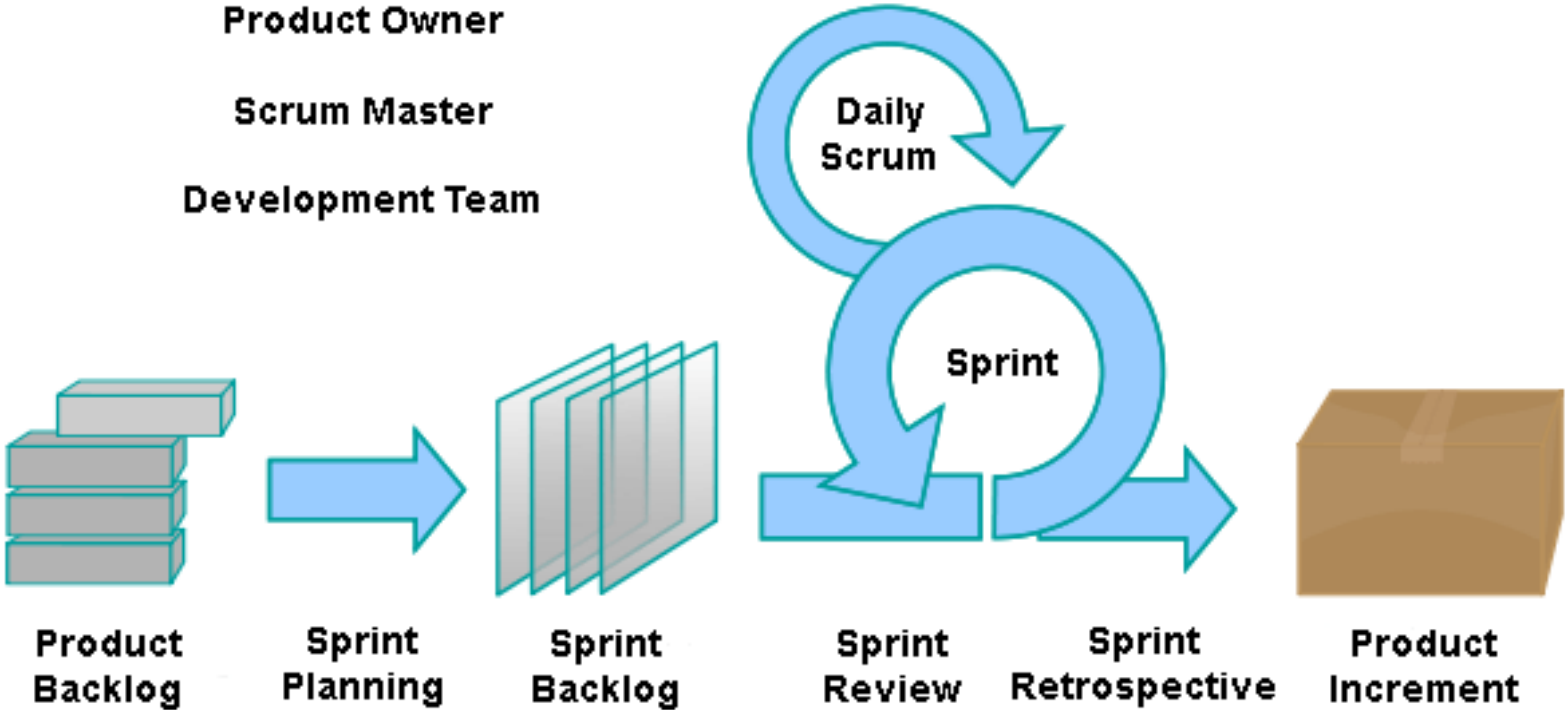 Product Owner
Scrum Master
Development Team
Daily
Scrum
Sprint
Product
Backlog
Sprint
Planning
Sprint
Backlog
Sprint
Review
Sprint
Retrospective
Product
Increment